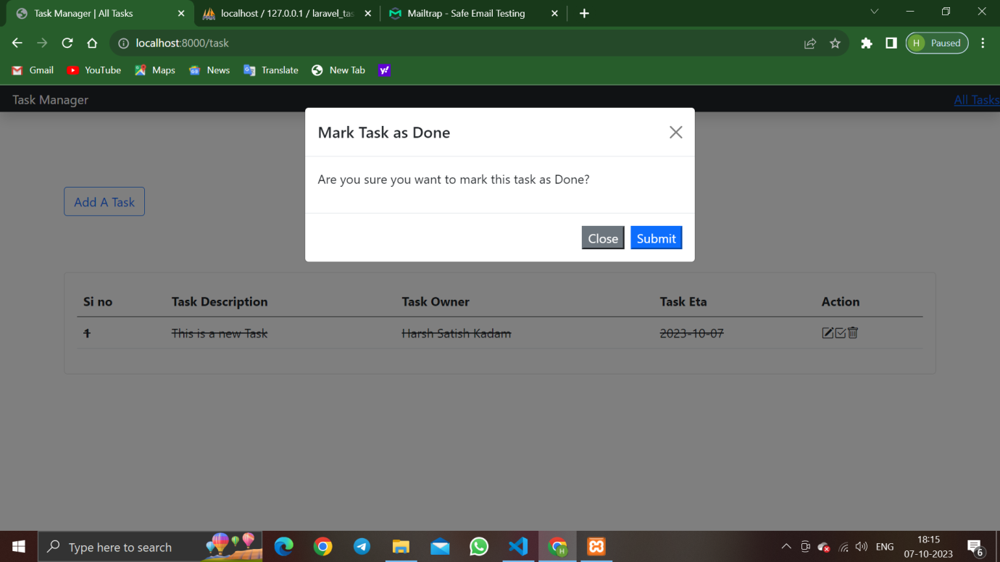 Task Manager | All Tasks
localhost / 127.0.0.1 / laravel_tas
Mailtrap - Safe Email Testing
localhost:8000/task
H Paused
Gmail YouTube Maps News Translate New Tab y!
Task Manager All Tasks
Mark Task as Done
Are you sure you want to mark this task as Done?
Close Submit
Add A Task
Si no Task Description Task Owner Task Eta Action
1 This is a new Task Harsh Satish Kadam 2023-10-07
Type here to search
ENG
18:15
07-10-2023
6